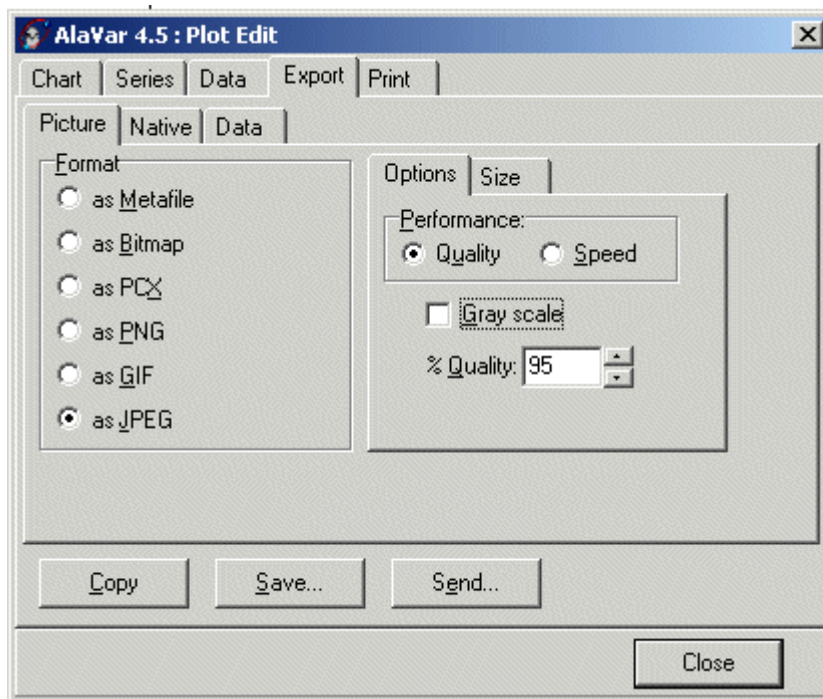 AlaVar 4.5 : Plot Edit
Chart Series Data Export Print
Picture Native Data
Format
as Metafile
as Bitmap
as PCX
as PNG
as GIF
as JPEG
Options Size
Performance:
Quality Speed
Gray scale
% Quality: 95
Copy Save... Send...
Close